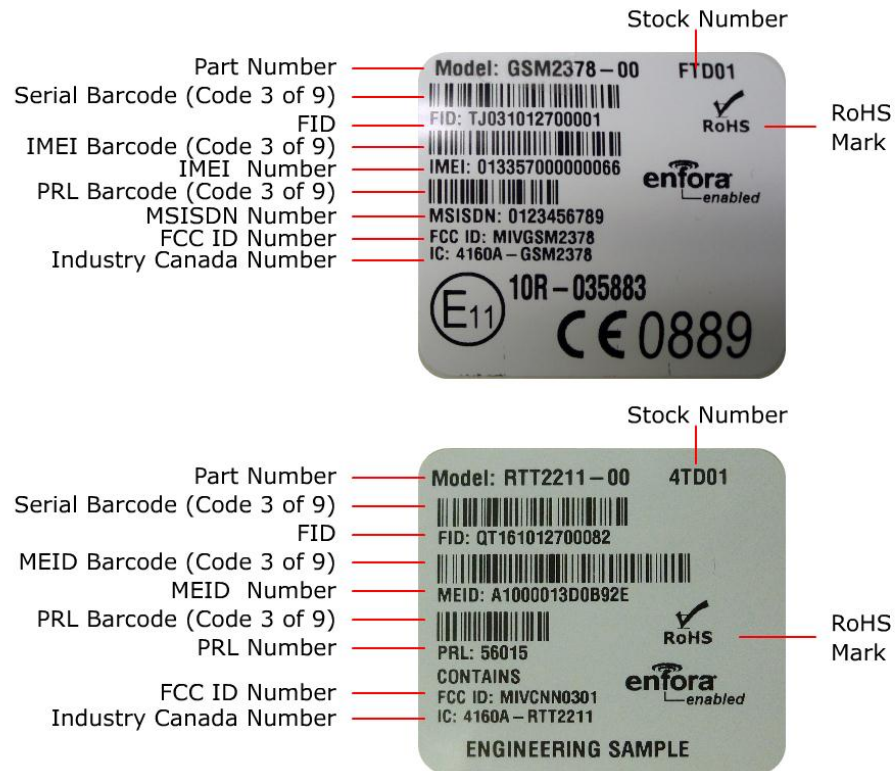 Stock Number
Part Number
Model: GSM2378-00 FTD01
Serial Barcode (Code 3 of 9)
FID
FID: TJ031012700001
RoHS
RoHS
Mark
IMEI Barcode (Code 3 of 9)
IMEI Number
IMEI: 013357000000066
PRL Barcode (Code 3 of 9)
enfora
enabled
MSISDN Number
MSISDN: 0123456789
FCC ID Number
FCC ID: MIVGSM2378
Industry Canada Number
IC: 4160A-GSM2378
E11
10R-035883
CE0889
Stock Number
Part Number
Model: RTT2211-00 4TD01
Serial Barcode (Code 3 of 9)
FID
FID: QT161012700082
MEID Barcode (Code 3 of 9)
MEID Number
MEID: A1000013D0B92E
PRL Barcode (Code 3 of 9)
RoHS
RoHS
Mark
PRL Number
PRL: 56015
CONTAINS
enfora
enabled
FCC ID Number
FCC ID: MIVCNN0301
Industry Canada Number
IC: 4160A-RTT2211
ENGINEERING SAMPLE